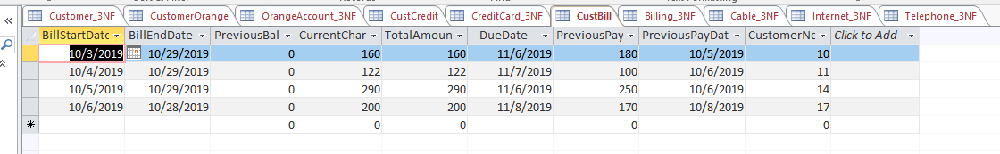 Customer_3NF CustomerOrange OrangeAccount_3NF CustCredit CreditCard_3NF CustBill Billing_3NF Cable_3NF Internet_3NF Telephone_3NF
BillStartDate BillEndDate PreviousBal CurrentChar TotalAmoun DueDate PreviousPay PreviousPayDat CustomerNo Click to Add
10/3/2019 10/29/2019 0 160 160 11/6/2019 180 10/5/2019 10
10/4/2019 10/29/2019 0 122 122 11/7/2019 100 10/6/2019 11
10/5/2019 10/29/2019 0 290 290 11/6/2019 250 10/6/2019 14
10/6/2019 10/28/2019 0 200 200 11/8/2019 170 10/8/2019 17
0 0 0 0 0